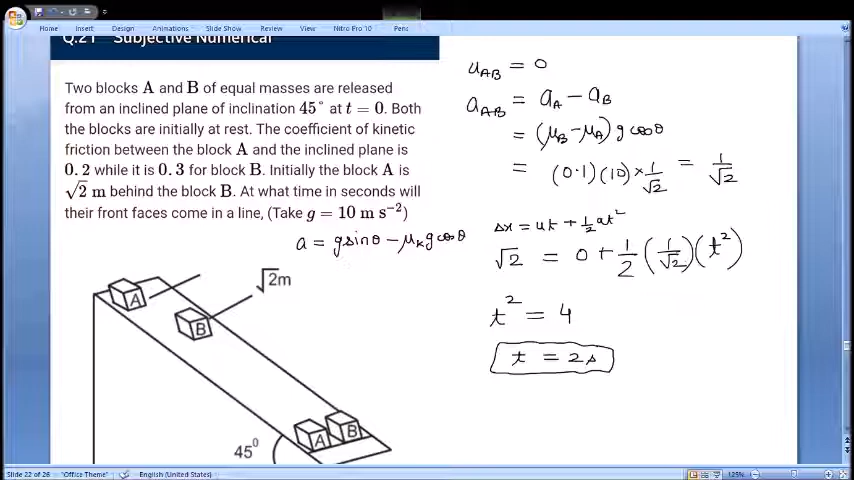 Home Insert Design Animations Slide Show Review View Nitro Pro 10 Pens
Q.21 Subjective Numerical
Two blocks A and B of equal masses are released
from an inclined plane of inclination 45° at t = 0. Both
the blocks are initially at rest. The coefficient of kinetic
friction between the block A and the inclined plane is
0.2 while it is 0.3 for block B. Initially the block A is
√2 m behind the block B. At what time in seconds will
their front faces come in a line, (Take g = 10 m s⁻²)
a = g sinθ − μₖ g cosθ
√2m
A
B
A B
45⁰
u_AB = 0
a_AB = a_A − a_B
= (μ_B − μ_A) g cosθ
= (0.1)(10) × 1/√2 = 1/√2
Δx = ut + 1/2 at²
√2 = 0 + 1/2 (1/√2)(t²)
t² = 4
t = 2s
Slide 22 of 26 "Office Theme" English (United States) 125%